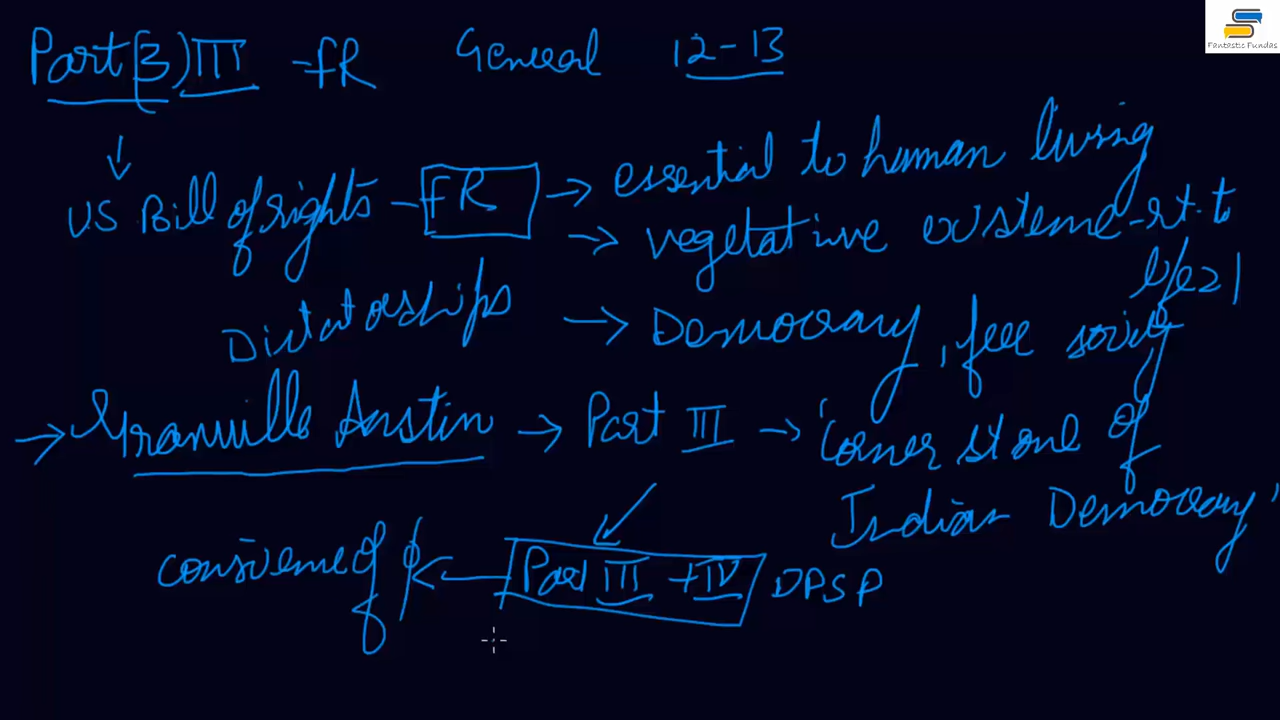 Part (3) III - FR General 12-13
Fantastic Fundas
↓
US Bill of rights - FR → essential to human living
→ vegetative existence - rt. to life 21
Dictatorships → Democracy, free society
→ Granville Austin → Part III → 'corner stone of Indian Democracy'
conscience of ← Part III + IV DPSP